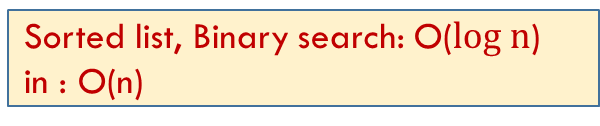 Sorted list, Binary search: O(log n)
in : O(n)